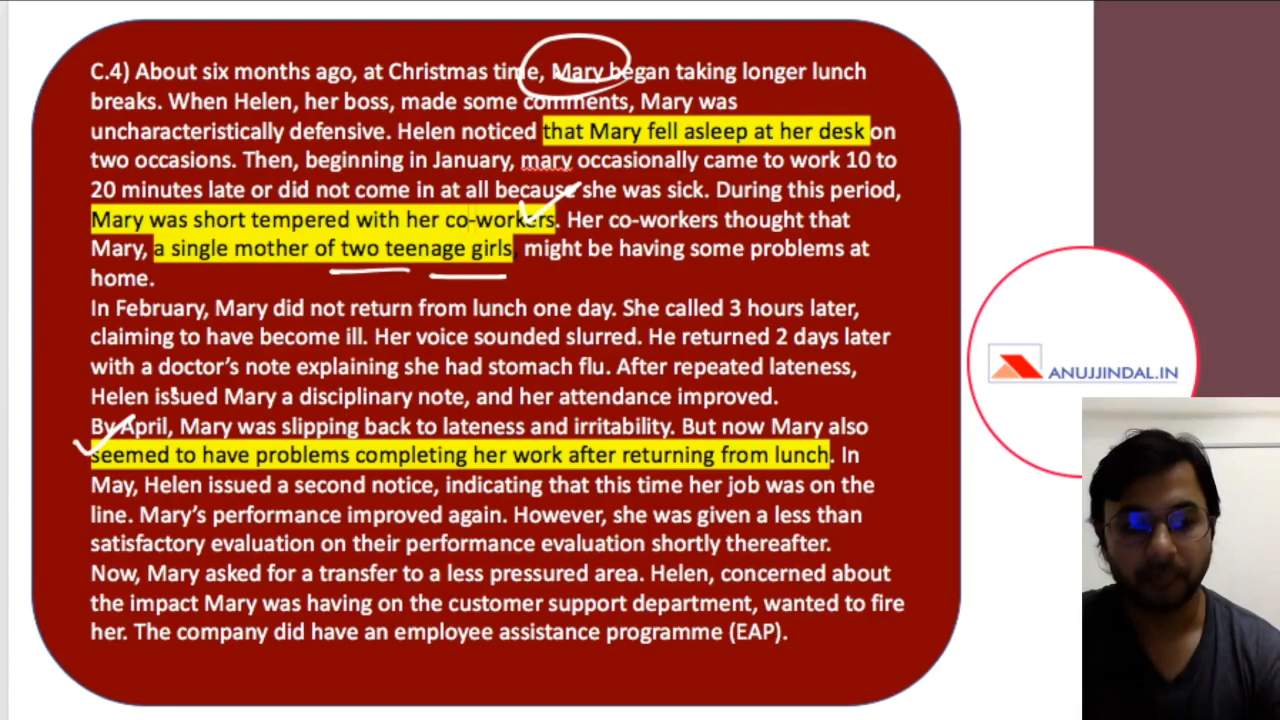 C.4) About six months ago, at Christmas time, Mary began taking longer lunch
breaks. When Helen, her boss, made some comments, Mary was
uncharacteristically defensive. Helen noticed that Mary fell asleep at her desk on
two occasions. Then, beginning in January, mary occasionally came to work 10 to
20 minutes late or did not come in at all because she was sick. During this period,
Mary was short tempered with her co-workers. Her co-workers thought that
Mary, a single mother of two teenage girls, might be having some problems at
home.
In February, Mary did not return from lunch one day. She called 3 hours later,
claiming to have become ill. Her voice sounded slurred. He returned 2 days later
with a doctor’s note explaining she had stomach flu. After repeated lateness,
Helen issued Mary a disciplinary note, and her attendance improved.
By April, Mary was slipping back to lateness and irritability. But now Mary also
seemed to have problems completing her work after returning from lunch. In
May, Helen issued a second notice, indicating that this time her job was on the
line. Mary’s performance improved again. However, she was given a less than
satisfactory evaluation on their performance evaluation shortly thereafter.
Now, Mary asked for a transfer to a less pressured area. Helen, concerned about
the impact Mary was having on the customer support department, wanted to fire
her. The company did have an employee assistance programme (EAP).
ANUJJINDAL.IN